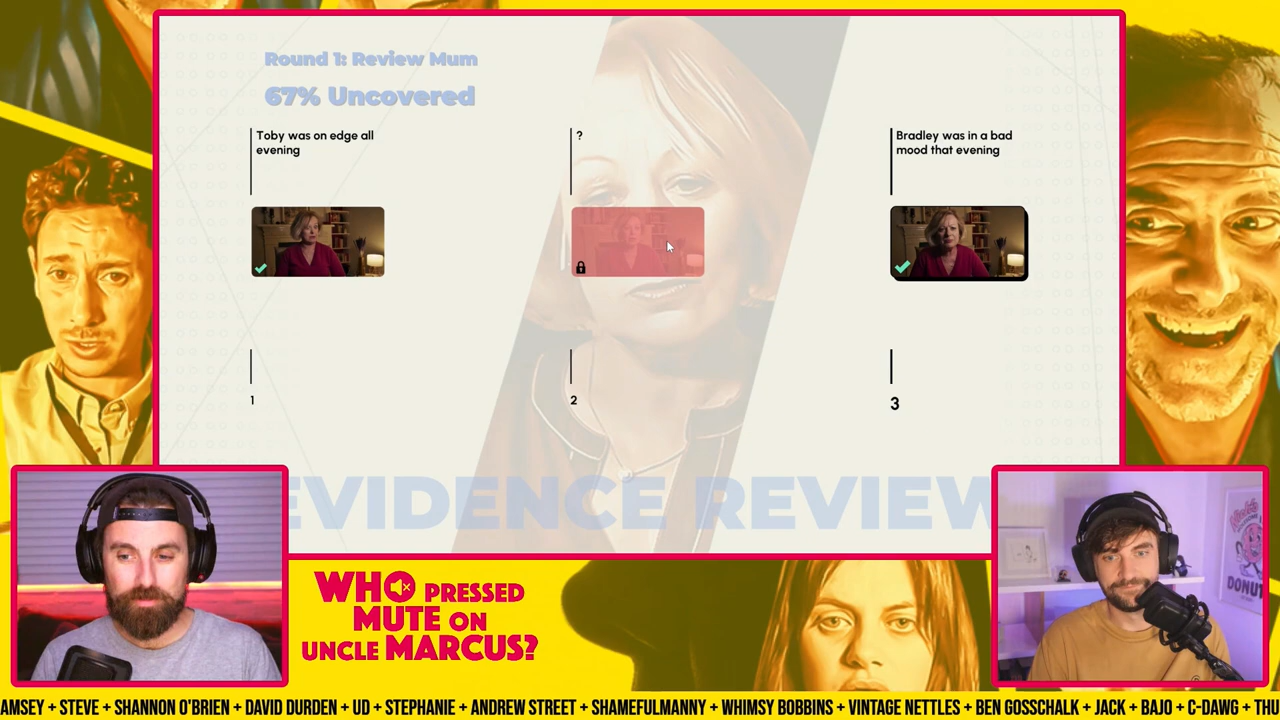 Round 1: Review Mum
67% Uncovered
Toby was on edge all
evening
?
Bradley was in a bad
mood that evening
1
2
3
EVIDENCE REVIEW
WHO PRESSED
MUTE ON
UNCLE MARCUS?
DONUT
AMSEY + STEVE + SHANNON O'BRIEN + DAVID DURDEN + UD + STEPHANIE + ANDREW STREET + SHAMEFULMANNY + WHIMSY BOBBINS + VINTAGE NETTLES + BEN GOSSCHALK + JACK + BAJO + C-DAWG + THU